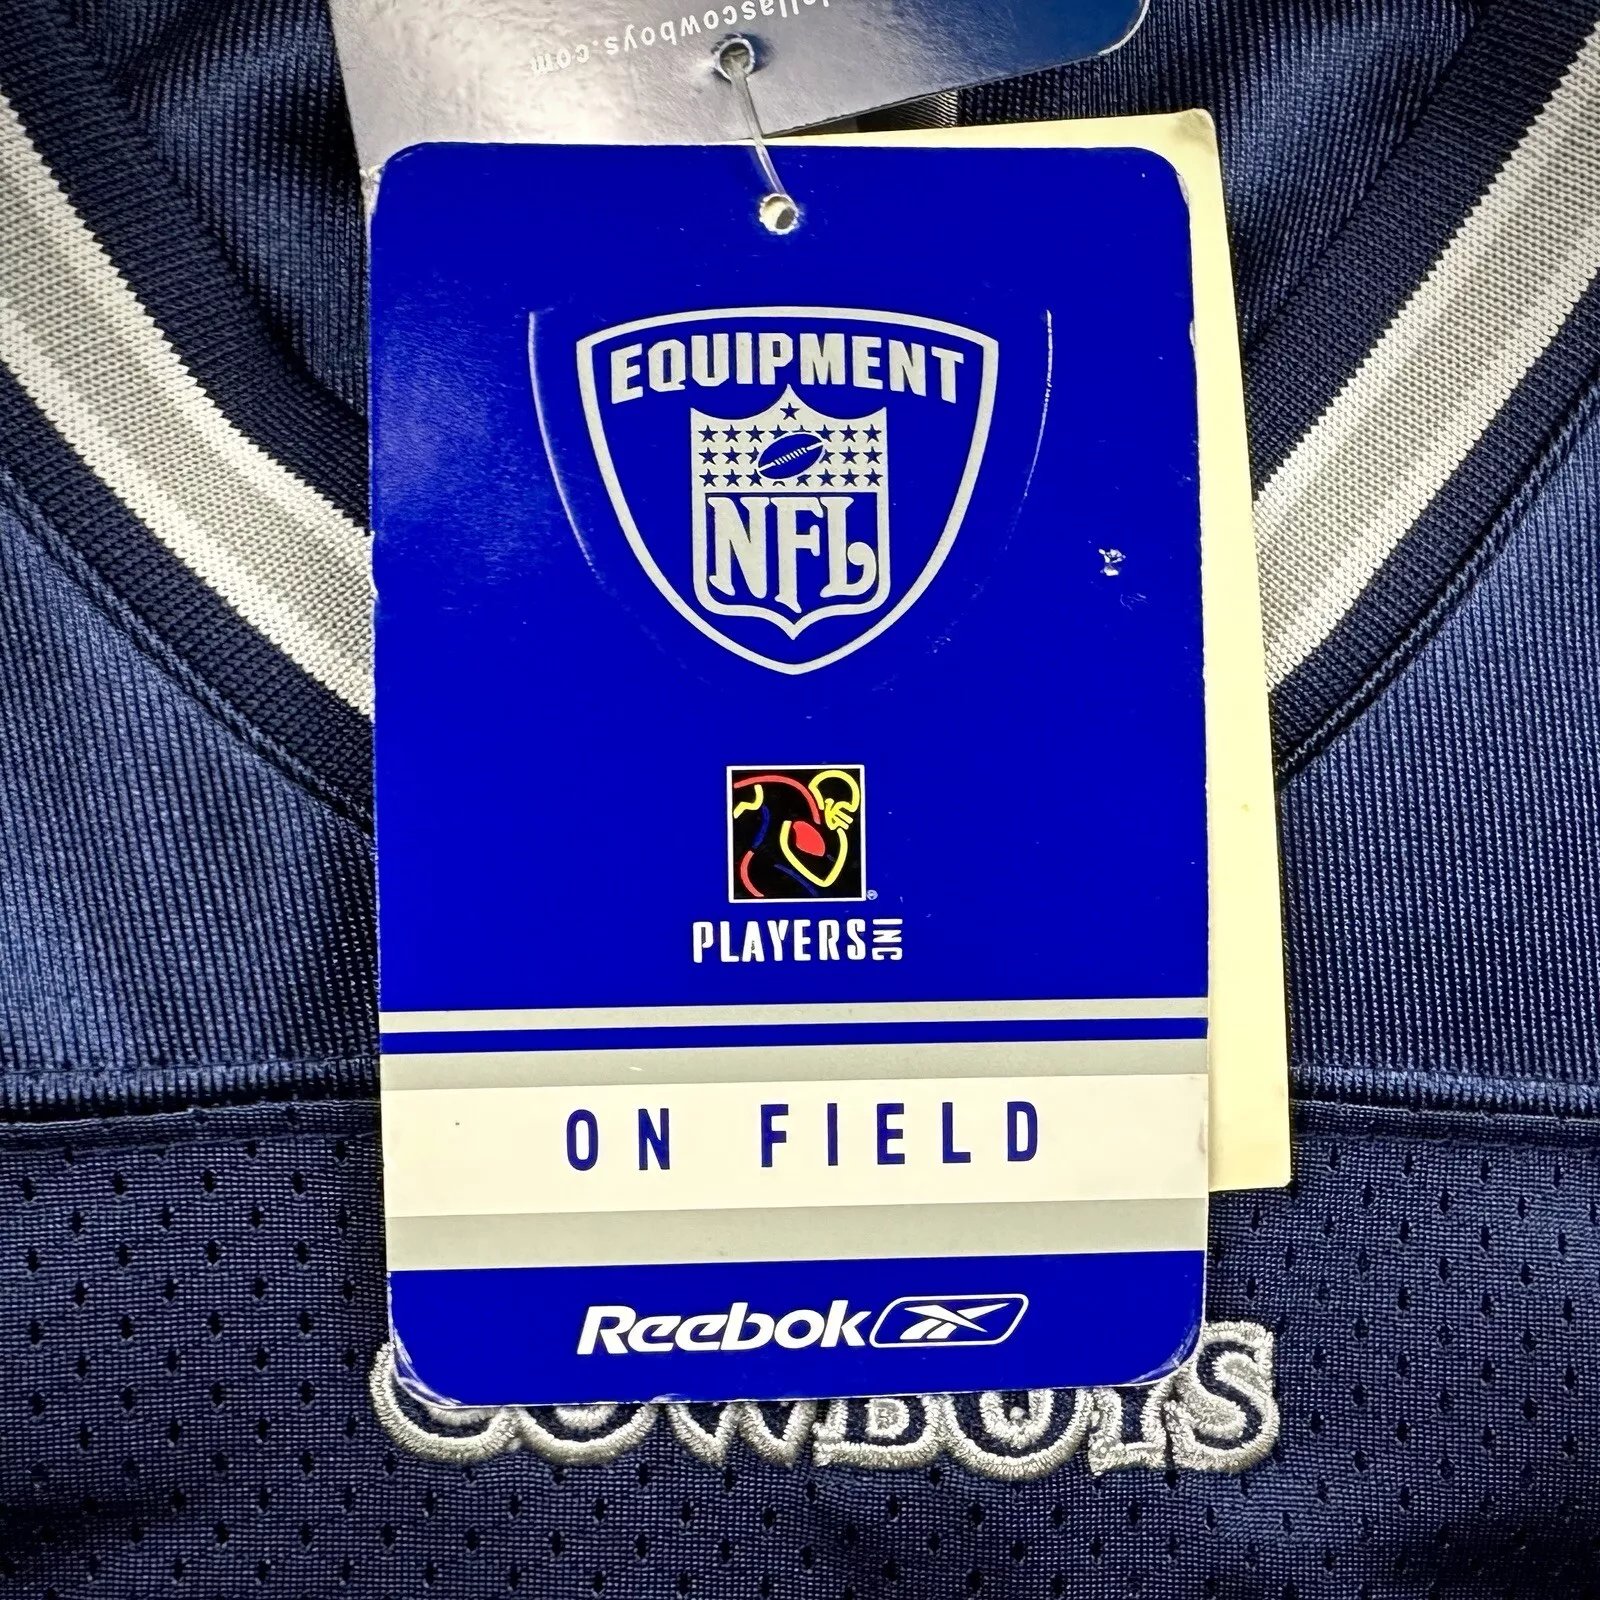 dallascowboys.com
EQUIPMENT
NFL
PLAYERS INC
ON FIELD
Reebok
COWBOYS